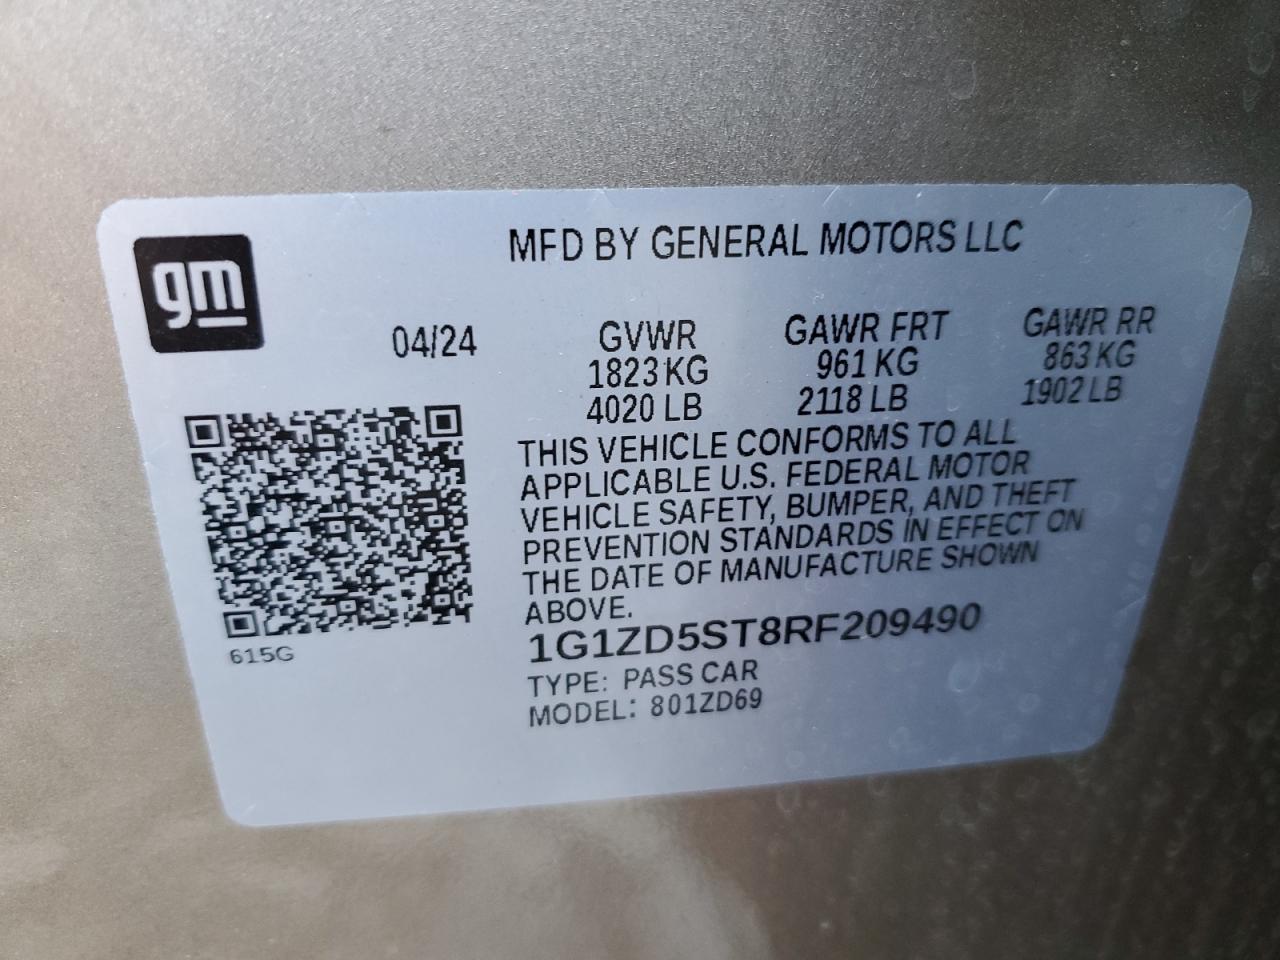 gm
MFD BY GENERAL MOTORS LLC
04/24
GVWR GAWR FRT GAWR RR
1823 KG 961 KG 863 KG
4020 LB 2118 LB 1902 LB
THIS VEHICLE CONFORMS TO ALL
APPLICABLE U.S. FEDERAL MOTOR
VEHICLE SAFETY, BUMPER, AND THEFT
PREVENTION STANDARDS IN EFFECT ON
THE DATE OF MANUFACTURE SHOWN
ABOVE.
1G1ZD5ST8RF209490
TYPE: PASS CAR
MODEL: 801ZD69
615G